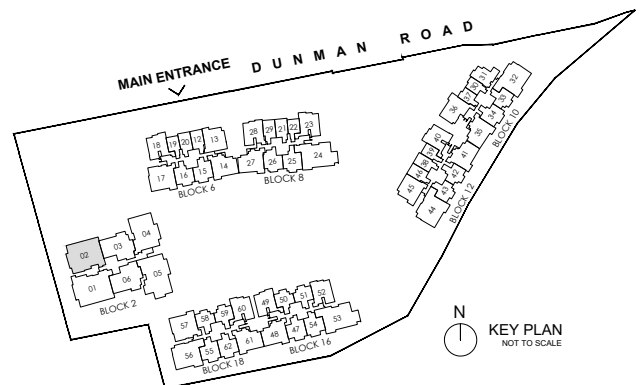 DUNMAN ROAD
MAIN ENTRANCE
18 19 20 12 13
17 16 15 14
BLOCK 6
28 29 21 22 23
27 26 25 24
BLOCK 8
36 37 30 31 32
35 34 33
BLOCK 10
45 46 38 39 40
44 43 42 41
BLOCK 12
02 03 04
01 06 05
BLOCK 2
57 58 59 60
56 55 62 61
BLOCK 18
49 50 51 52
48 47 54 53
BLOCK 16
N
KEY PLAN
NOT TO SCALE